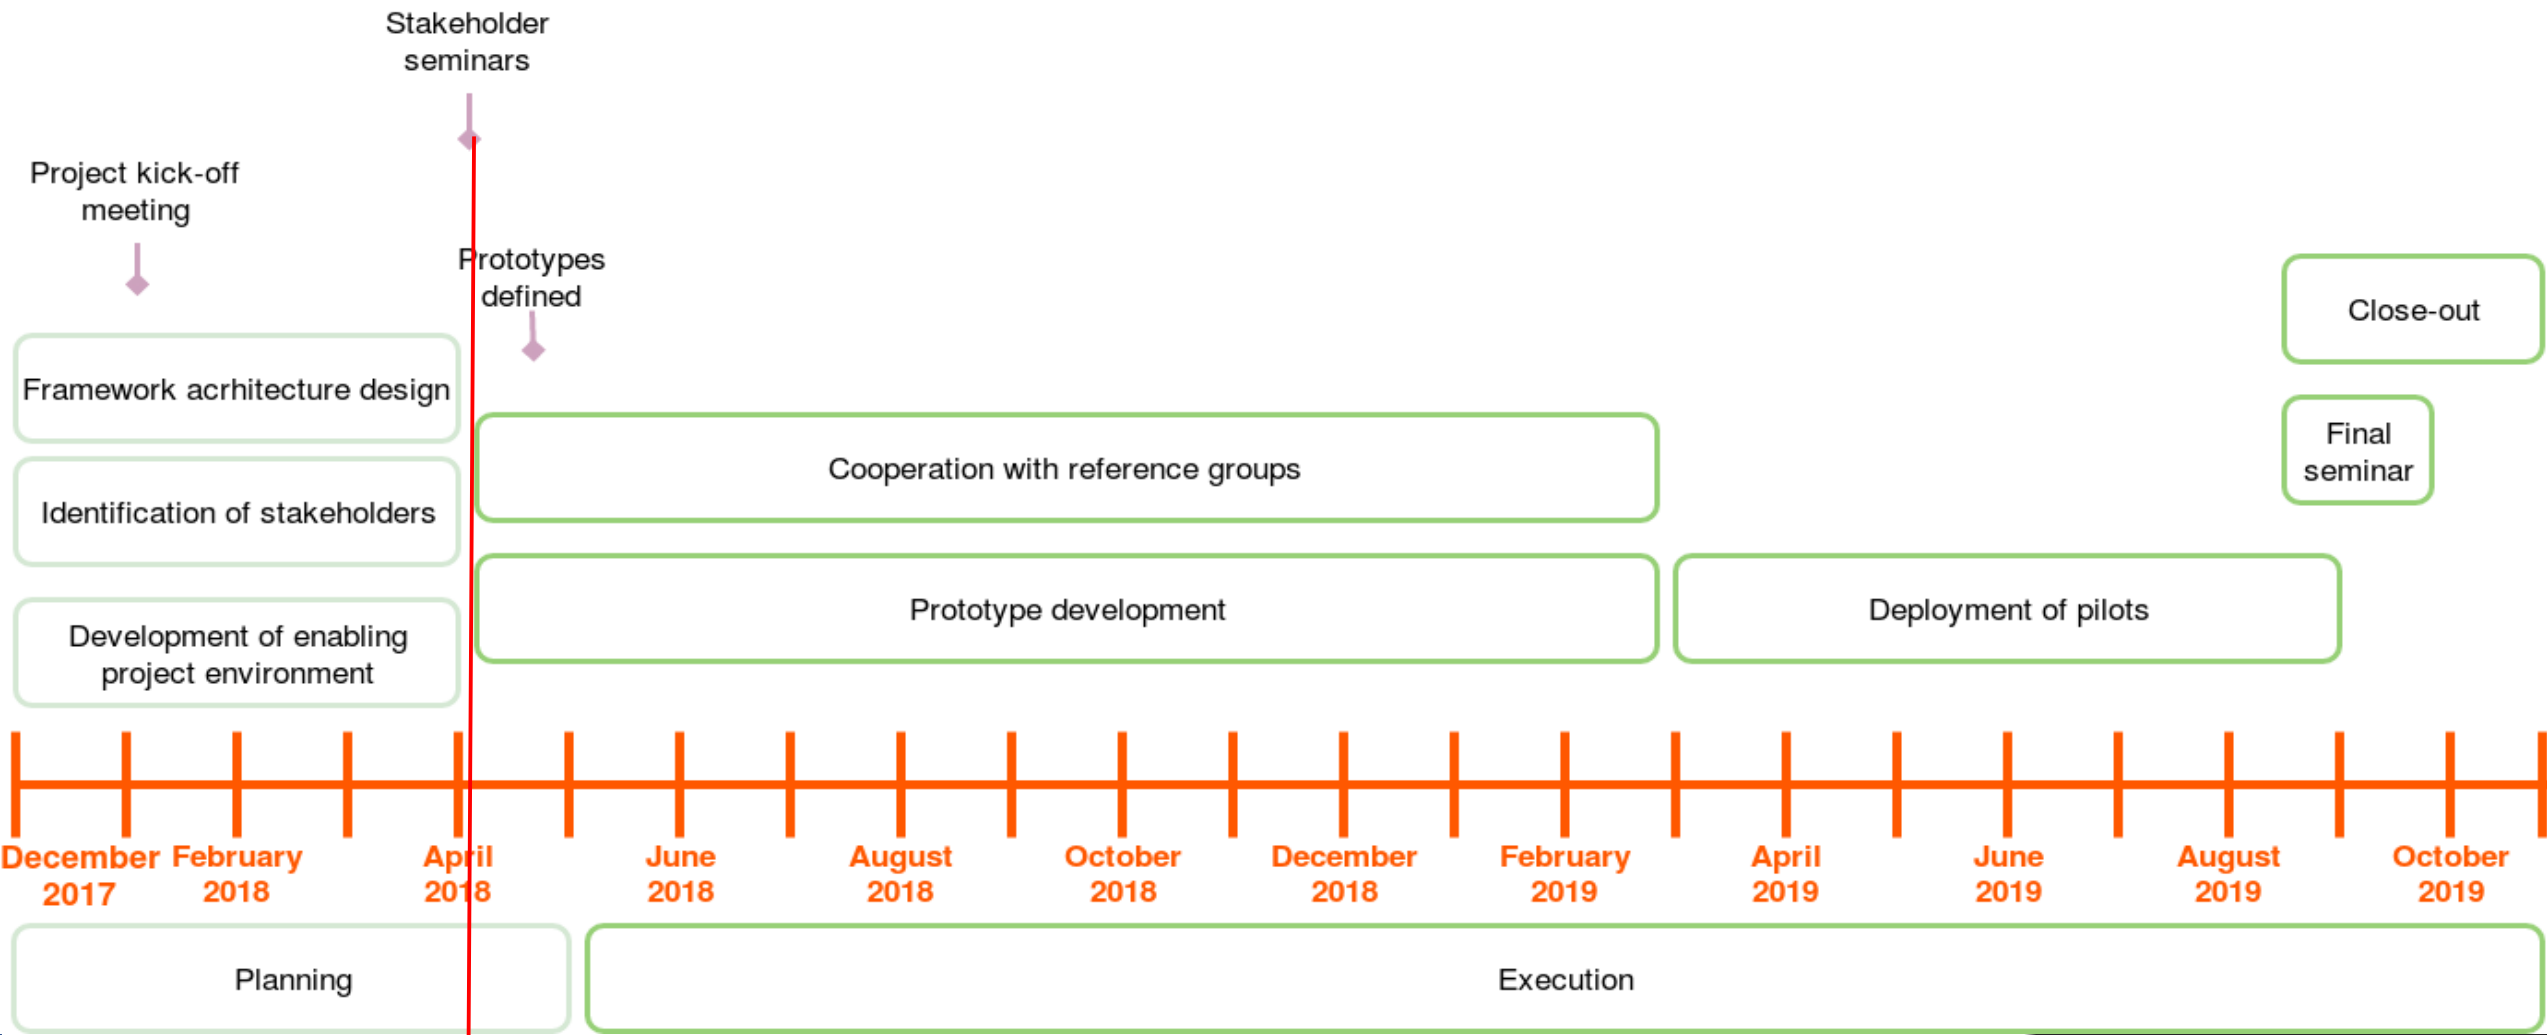 Stakeholder
seminars
Project kick-off
meeting
Prototypes
defined
Close-out
Framework acrhitecture design
Final
seminar
Cooperation with reference groups
Identification of stakeholders
Prototype development
Deployment of pilots
Development of enabling
project environment
December
2017
February
2018
April
2018
June
2018
August
2018
October
2018
December
2018
February
2019
April
2019
June
2019
August
2019
October
2019
Planning
Execution